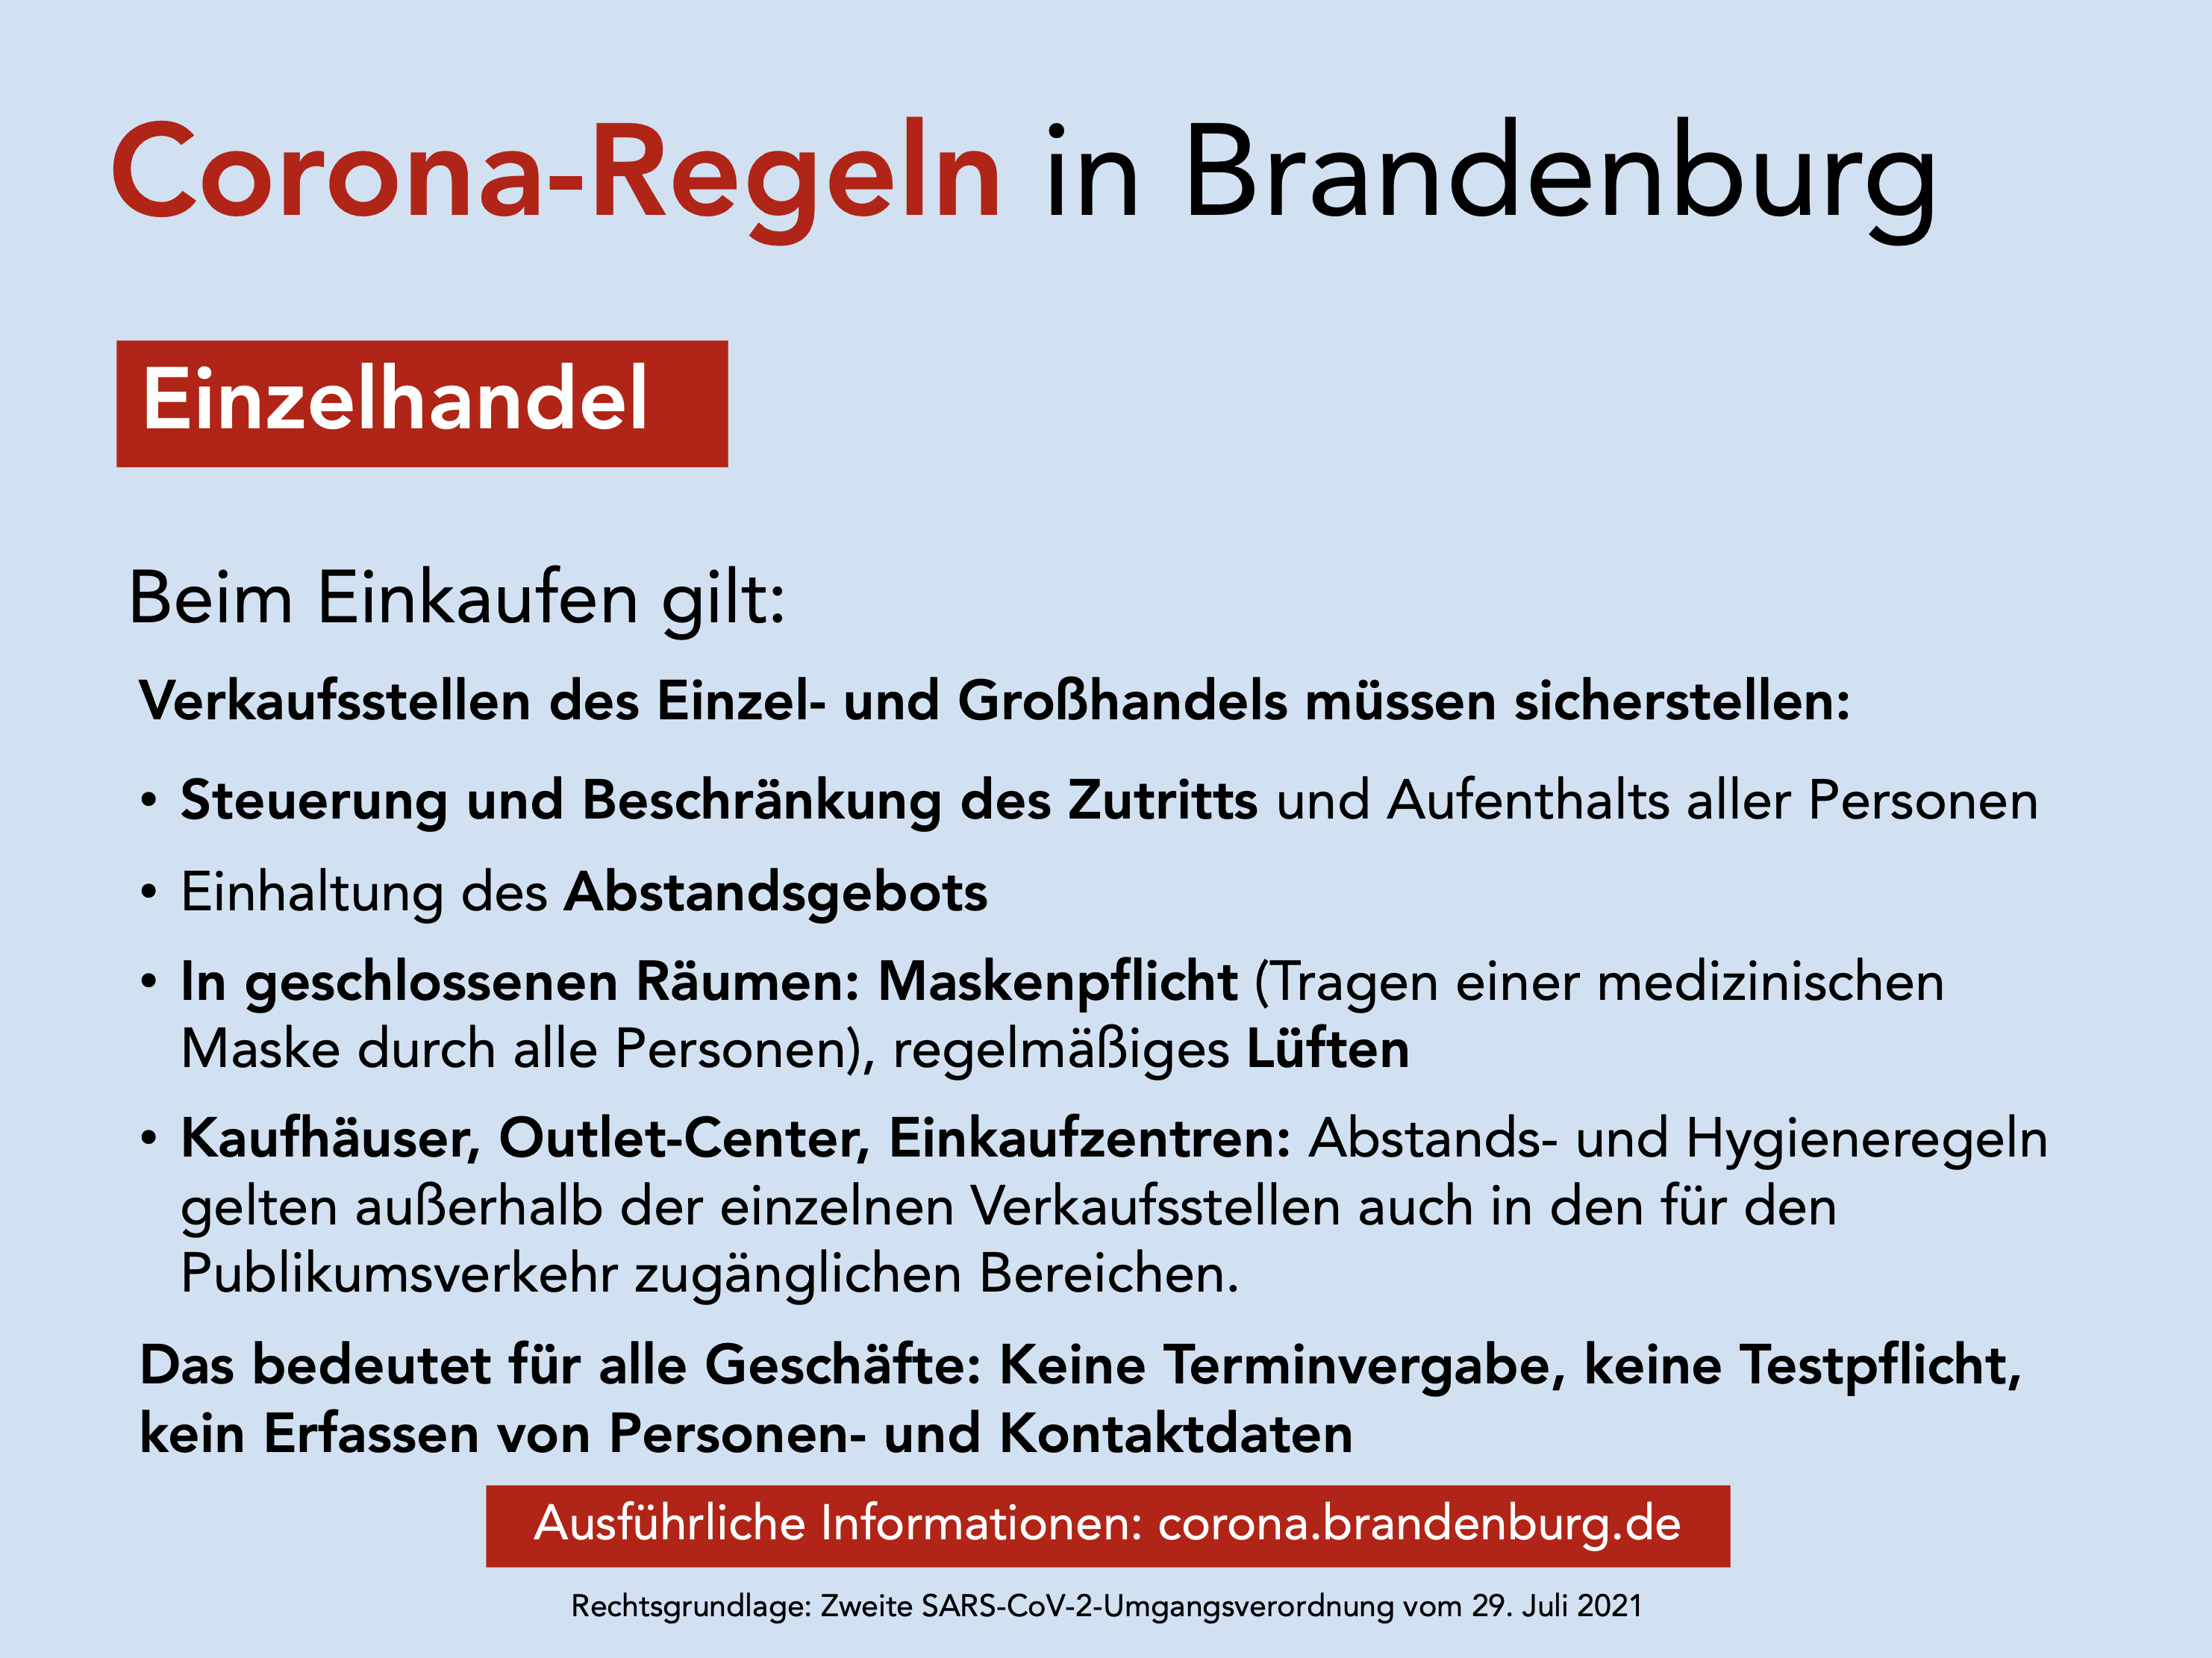 Corona-Regeln in Brandenburg
Einzelhandel
Beim Einkaufen gilt:
Verkaufsstellen des Einzel- und Großhandels müssen sicherstellen:
• Steuerung und Beschränkung des Zutritts und Aufenthalts aller Personen
• Einhaltung des Abstandsgebots
• In geschlossenen Räumen: Maskenpflicht (Tragen einer medizinischen
Maske durch alle Personen), regelmäßiges Lüften
• Kaufhäuser, Outlet-Center, Einkaufzentren: Abstands- und Hygieneregeln
gelten außerhalb der einzelnen Verkaufsstellen auch in den für den
Publikumsverkehr zugänglichen Bereichen.
Das bedeutet für alle Geschäfte: Keine Terminvergabe, keine Testpflicht,
kein Erfassen von Personen- und Kontaktdaten
Ausführliche Informationen: corona.brandenburg.de
Rechtsgrundlage: Zweite SARS-CoV-2-Umgangsverordnung vom 29. Juli 2021